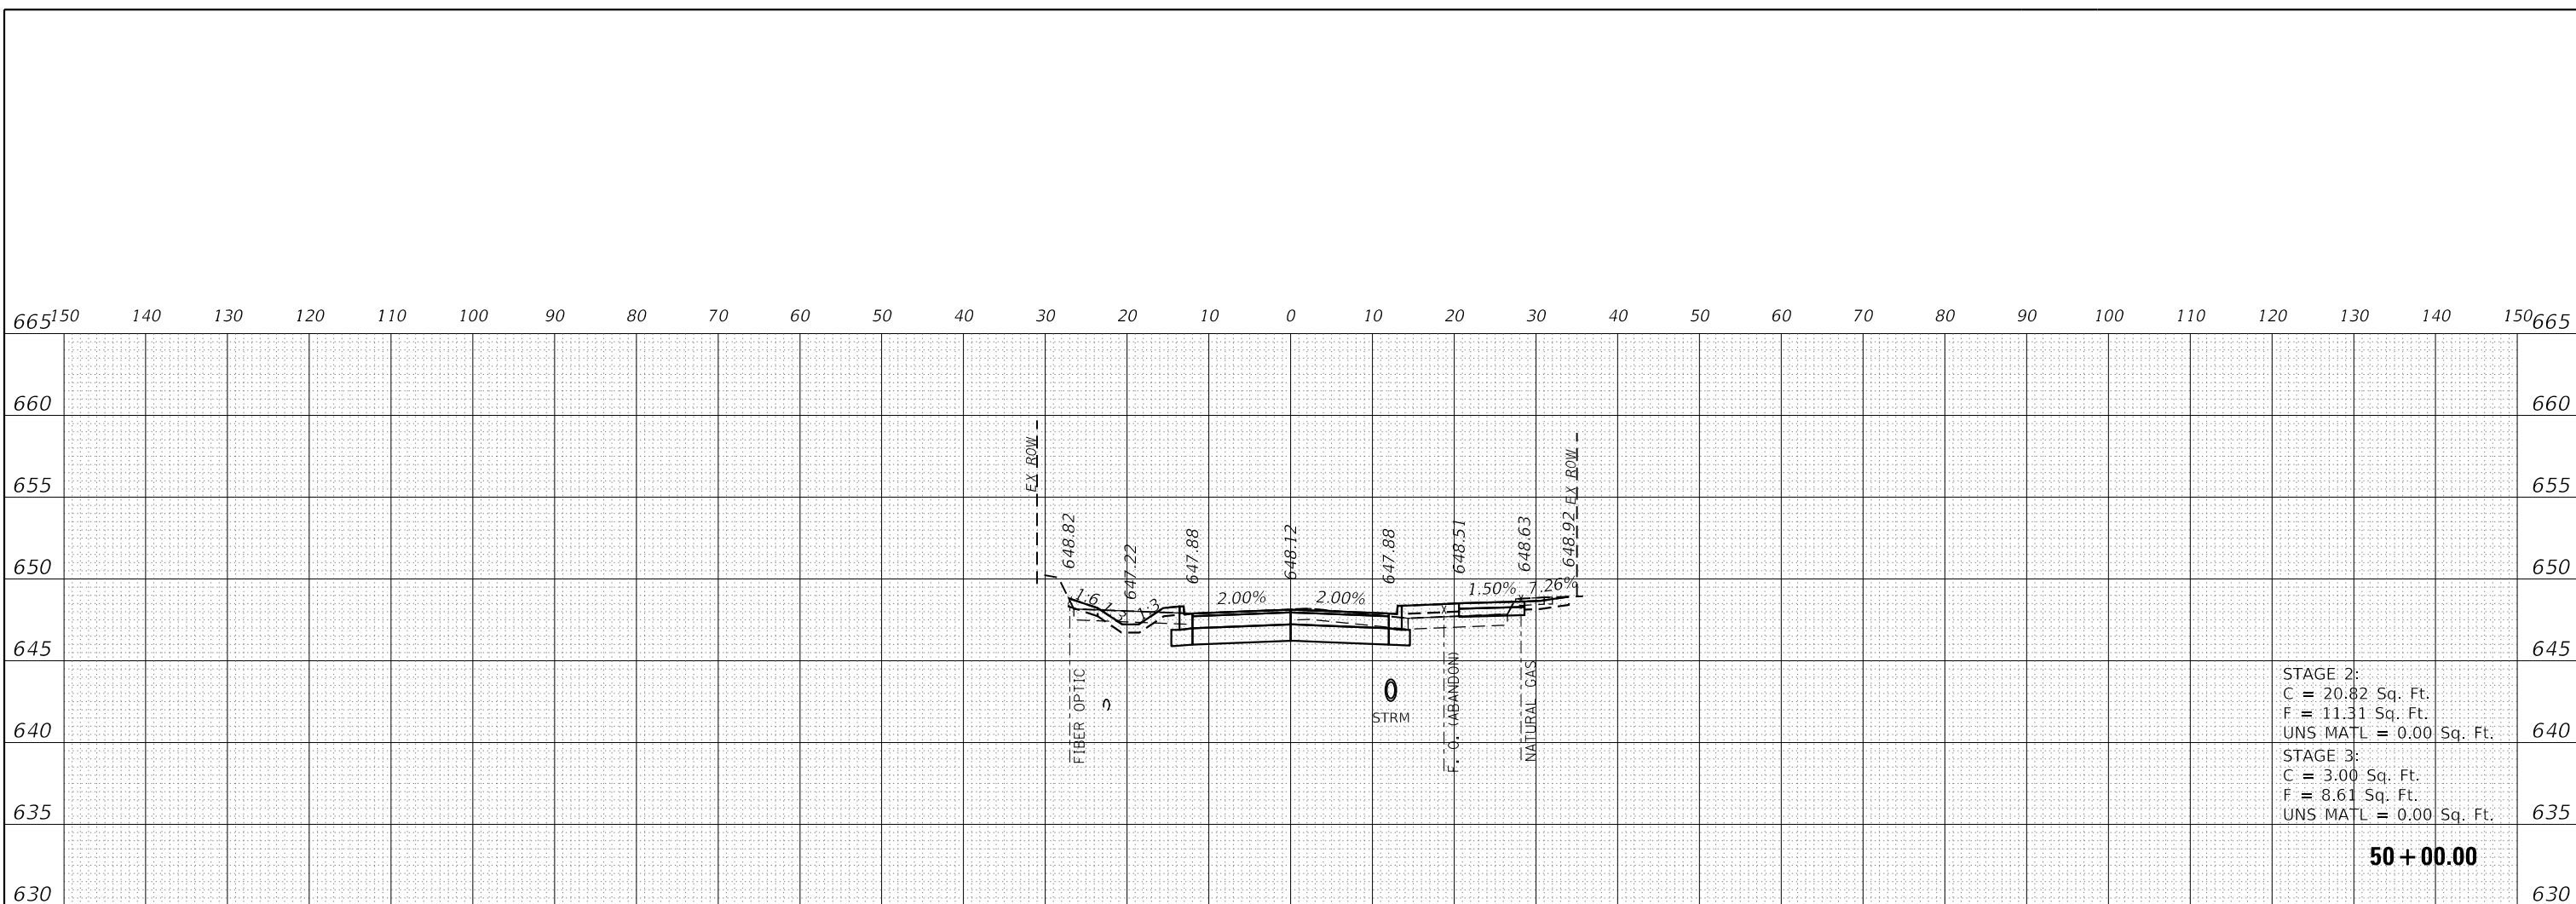 150 140 130 120 110 100 90 80 70 60 50 40 30 20 10 0 10 20 30 40 50 60 70 80 90 100 110 120 130 140 150
665 665
660 660
EX ROW EX ROW
655 655
648.82 647.22 647.88 648.12 647.88 648.51 648.63 648.92
650 650
1:6 1:3 1:3 2.00% 2.00% 1.50% 7.26%
645 645
FIBER OPTIC STRM F. O. (ABANDON) NATURAL GAS
STAGE 2:
C = 20.82 Sq. Ft.
F = 11.31 Sq. Ft.
UNS MATL = 0.00 Sq. Ft.
640 640
STAGE 3:
C = 3.00 Sq. Ft.
F = 8.61 Sq. Ft.
UNS MATL = 0.00 Sq. Ft.
635 635
50 + 00.00
630 630